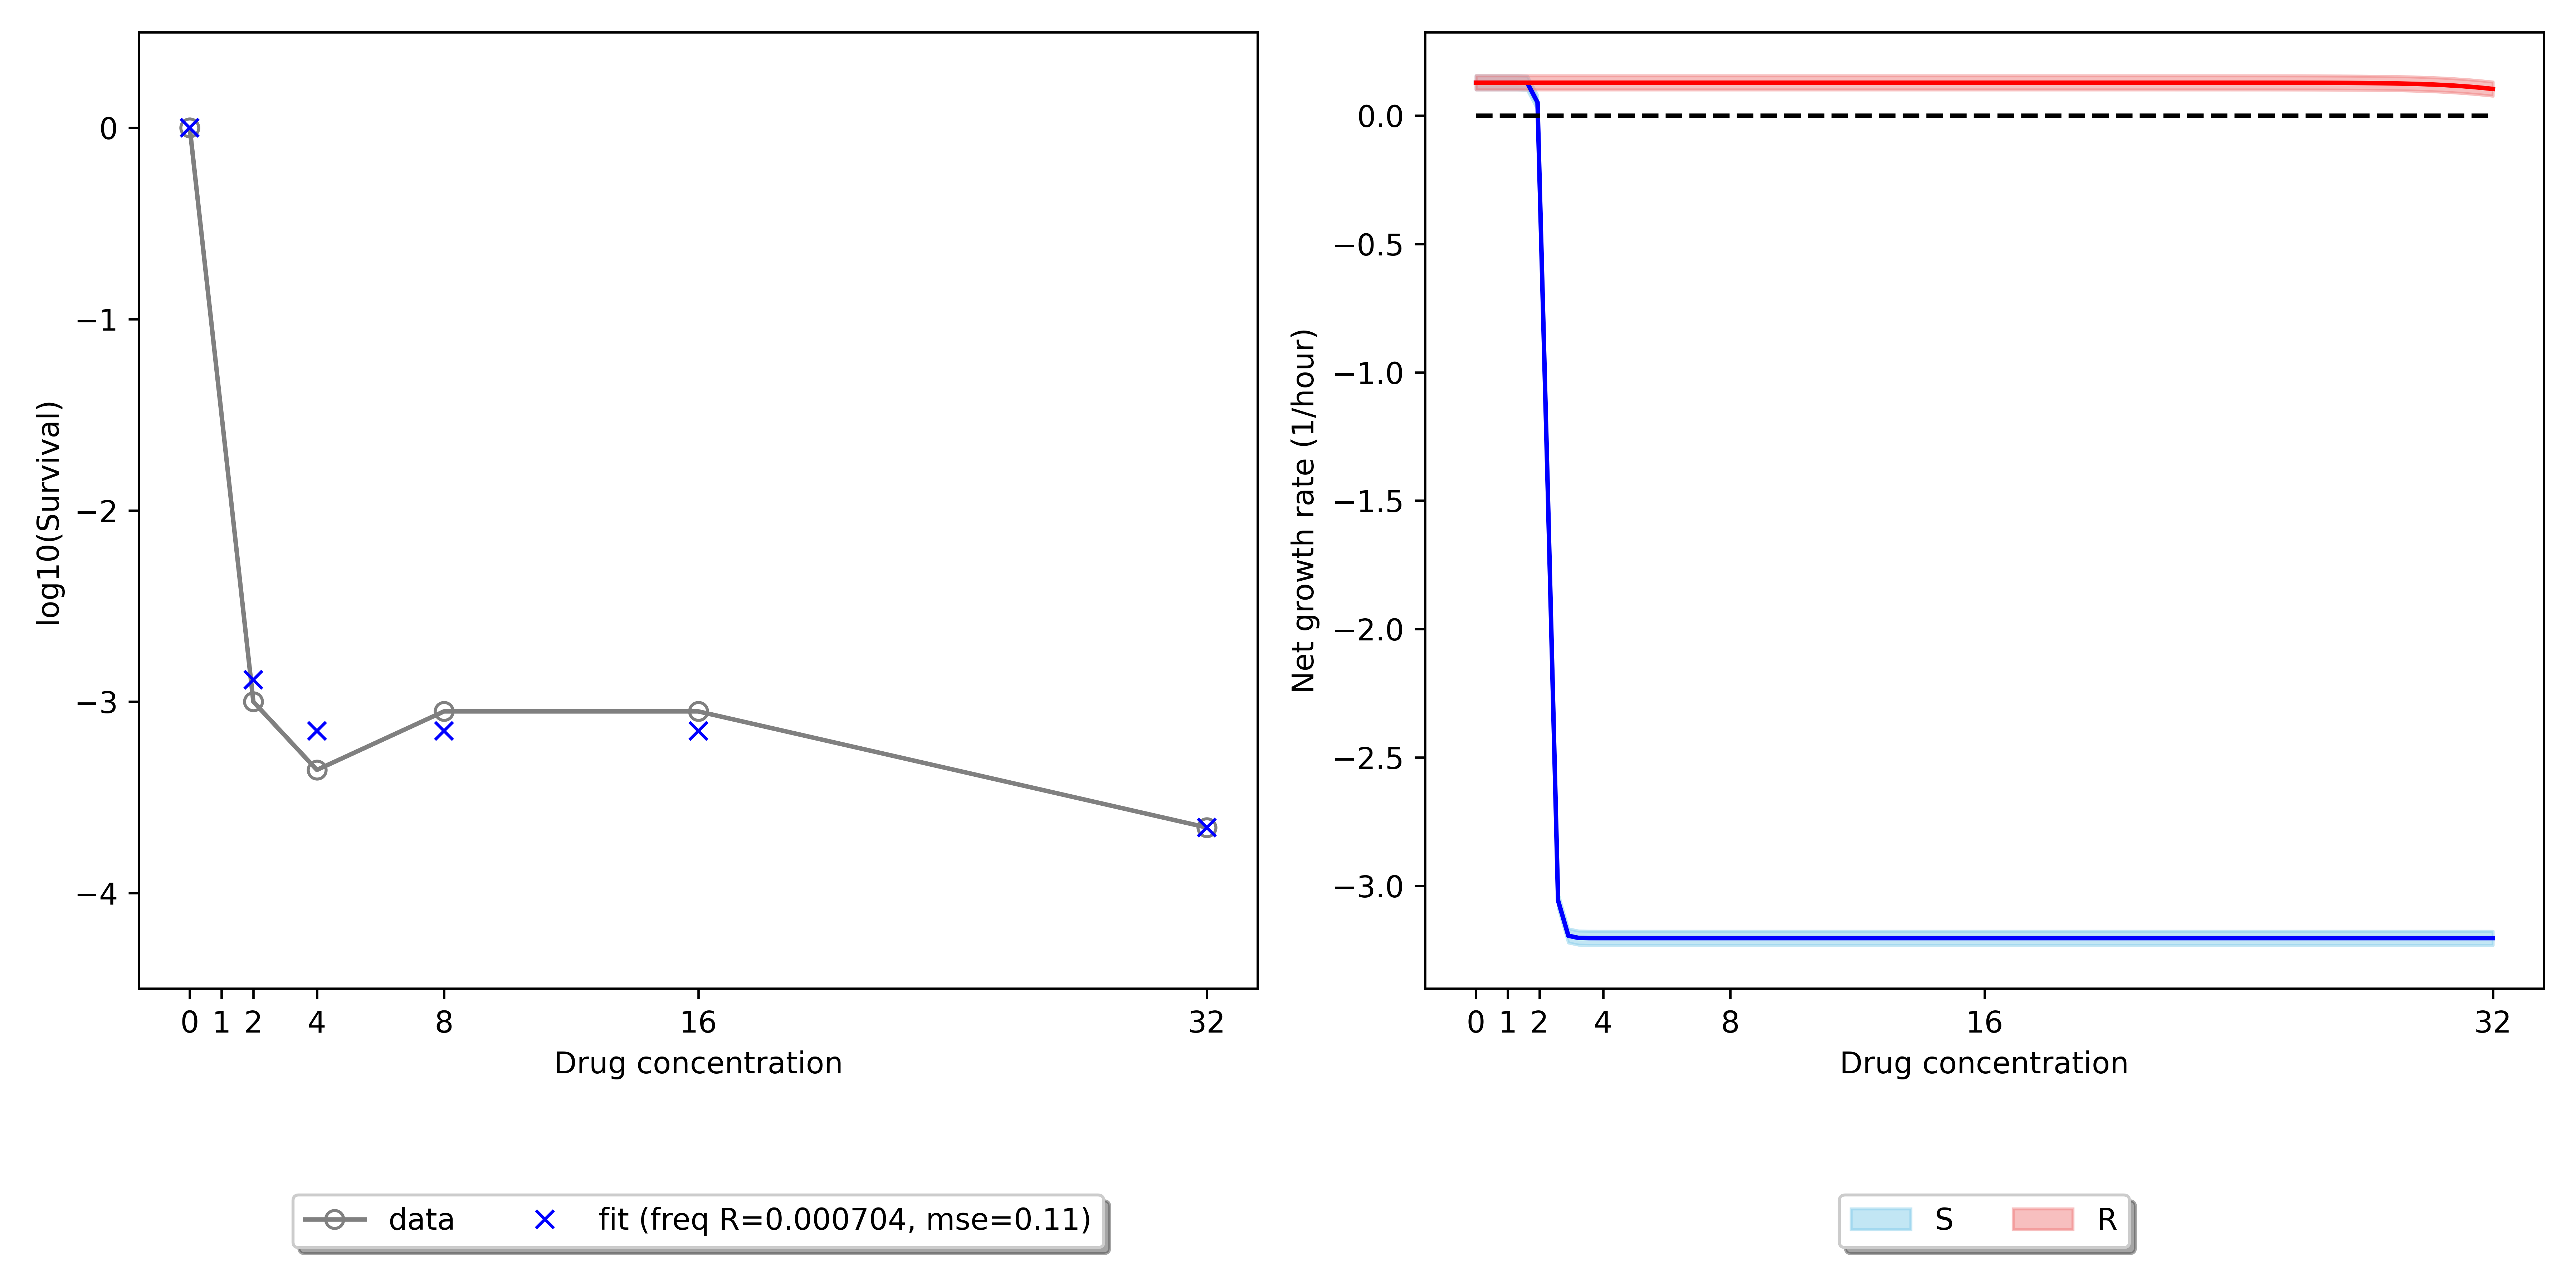 log10(Survival)
0
−1
−2
−3
−4
0 1 2 4 8 16 32
Drug concentration
data fit (freq R=0.000704, mse=0.11)
Net growth rate (1/hour)
0.0
−0.5
−1.0
−1.5
−2.0
−2.5
−3.0
0 1 2 4 8 16 32
Drug concentration
S R